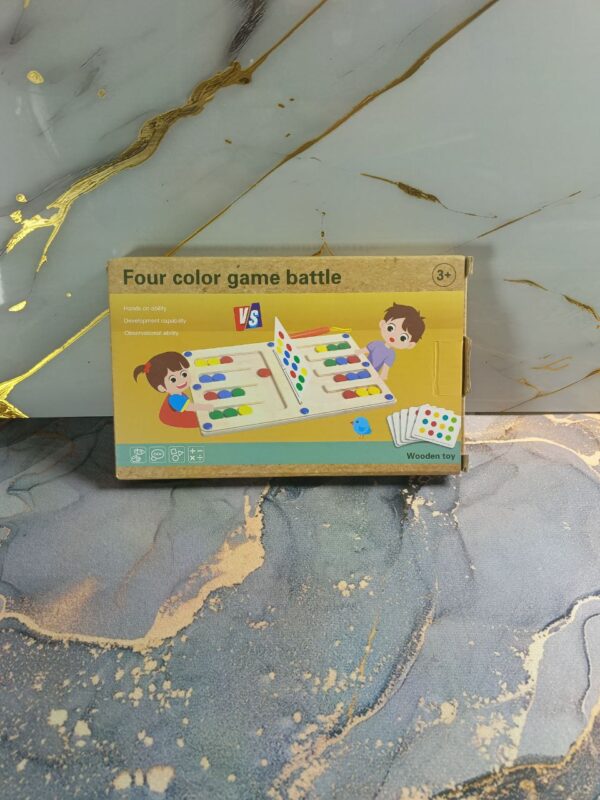 Four color game battle
3+
Hands on ability
Development capability
Observational ability
VS
Wooden toy